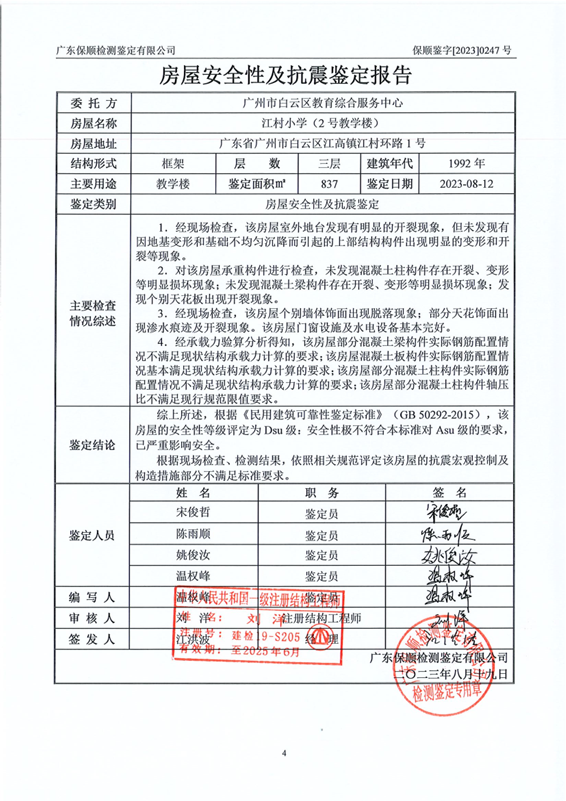 广东保顺检测鉴定有限公司 保顺鉴字[2023]0247 号
房屋安全性及抗震鉴定报告
委 托 方 广州市白云区教育综合服务中心
房屋名称 江村小学（2 号教学楼）
房屋地址 广东省广州市白云区江高镇江村环路 1 号
结构形式 框架 层 数 三层 建筑年代 1992 年
主要用途 教学楼 鉴定面积㎡ 837 鉴定日期 2023-08-12
鉴定类别 房屋安全性及抗震鉴定
主要检查
情况综述
1．经现场检查，该房屋室外地台发现有明显的开裂现象，但未发现有
因地基变形和基础不均匀沉降而引起的上部结构构件出现明显的变形和开
裂等现象。
2．对该房屋承重构件进行检查，未发现混凝土柱构件存在开裂、变形
等明显损坏现象；未发现混凝土梁构件存在开裂、变形等明显损坏现象；发
现个别天花板出现开裂现象。
3．经现场检查，该房屋个别墙体饰面出现脱落现象；部分天花饰面出
现渗水痕迹及开裂现象。该房屋门窗设施及水电设备基本完好。
4．经承载力验算分析得知，该房屋部分混凝土梁构件实际钢筋配置情
况不满足现状结构承载力计算的要求；该房屋混凝土板构件实际钢筋配置情
况基本满足现状结构承载力计算的要求；该房屋部分混凝土柱构件实际钢筋
配置情况不满足现状结构承载力计算的要求；该房屋部分混凝土柱构件轴压
比不满足现行规范限值要求。
鉴定结论
综上所述，根据《民用建筑可靠性鉴定标准》（GB 50292-2015），该
房屋的安全性等级评定为 Dsu 级：安全性极不符合本标准对 Asu 级的要求，
已严重影响安全。
根据现场检查、检测结果，依照相关规范评定该房屋的抗震宏观控制及
构造措施部分不满足标准要求。
鉴定人员
姓 名 职 务 签 名
宋俊哲 鉴定员 宋俊哲
陈雨顺 鉴定员
姚俊汝 鉴定员 姚俊汝
温权峰 鉴定员 温权峰
编 写 人 温权峰 鉴定员 温权峰
审 核 人 刘 洋 注册结构工程师
签 发 人 江洪波 经 理
中华人民共和国一级注册结构工程师
姓 名：刘 洋
注册号：建检19-S205
有效期：至2025年6月
广东保顺检测鉴定有限公司
二〇二三年八月十九日
广东保顺检测鉴定有限公司
检测鉴定专用章
4